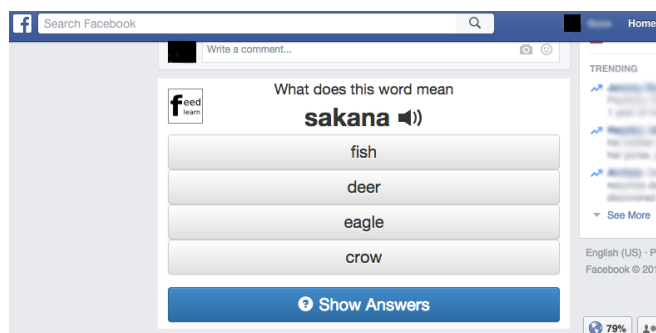 Search Facebook
Home
Write a comment...
feed
learn
What does this word mean
sakana
fish
deer
eagle
crow
Show Answers
TRENDING
See More
English (US) · P
Facebook © 201
79%